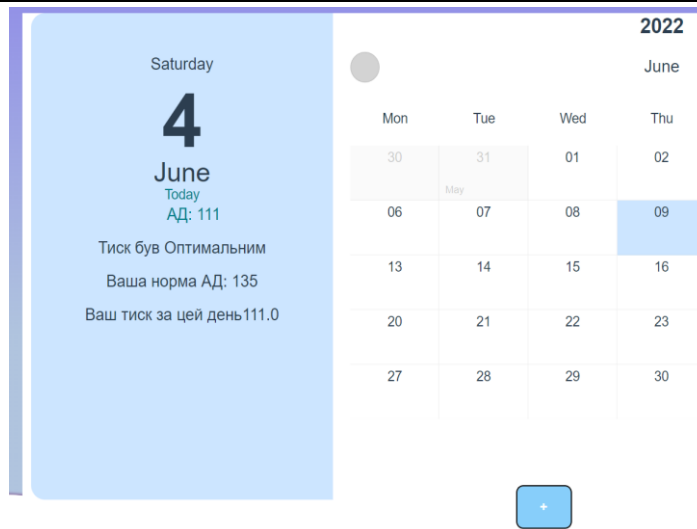 Saturday
4
June
Today
АД: 111
Тиск був Оптимальним
Ваша норма АД: 135
Ваш тиск за цей день111.0
2022
June
Mon Tue Wed Thu
30 31 01 02
May
06 07 08 09
13 14 15 16
20 21 22 23
27 28 29 30
+